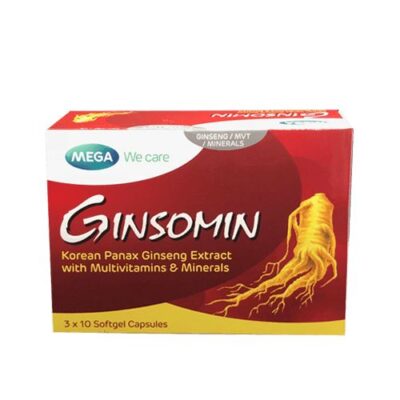 GINSENG / MVT
/ MINERALS
MEGA We care
GINSOMIN
Korean Panax Ginseng Extract
with Multivitamins & Minerals
3 x 10 Softgel Capsules